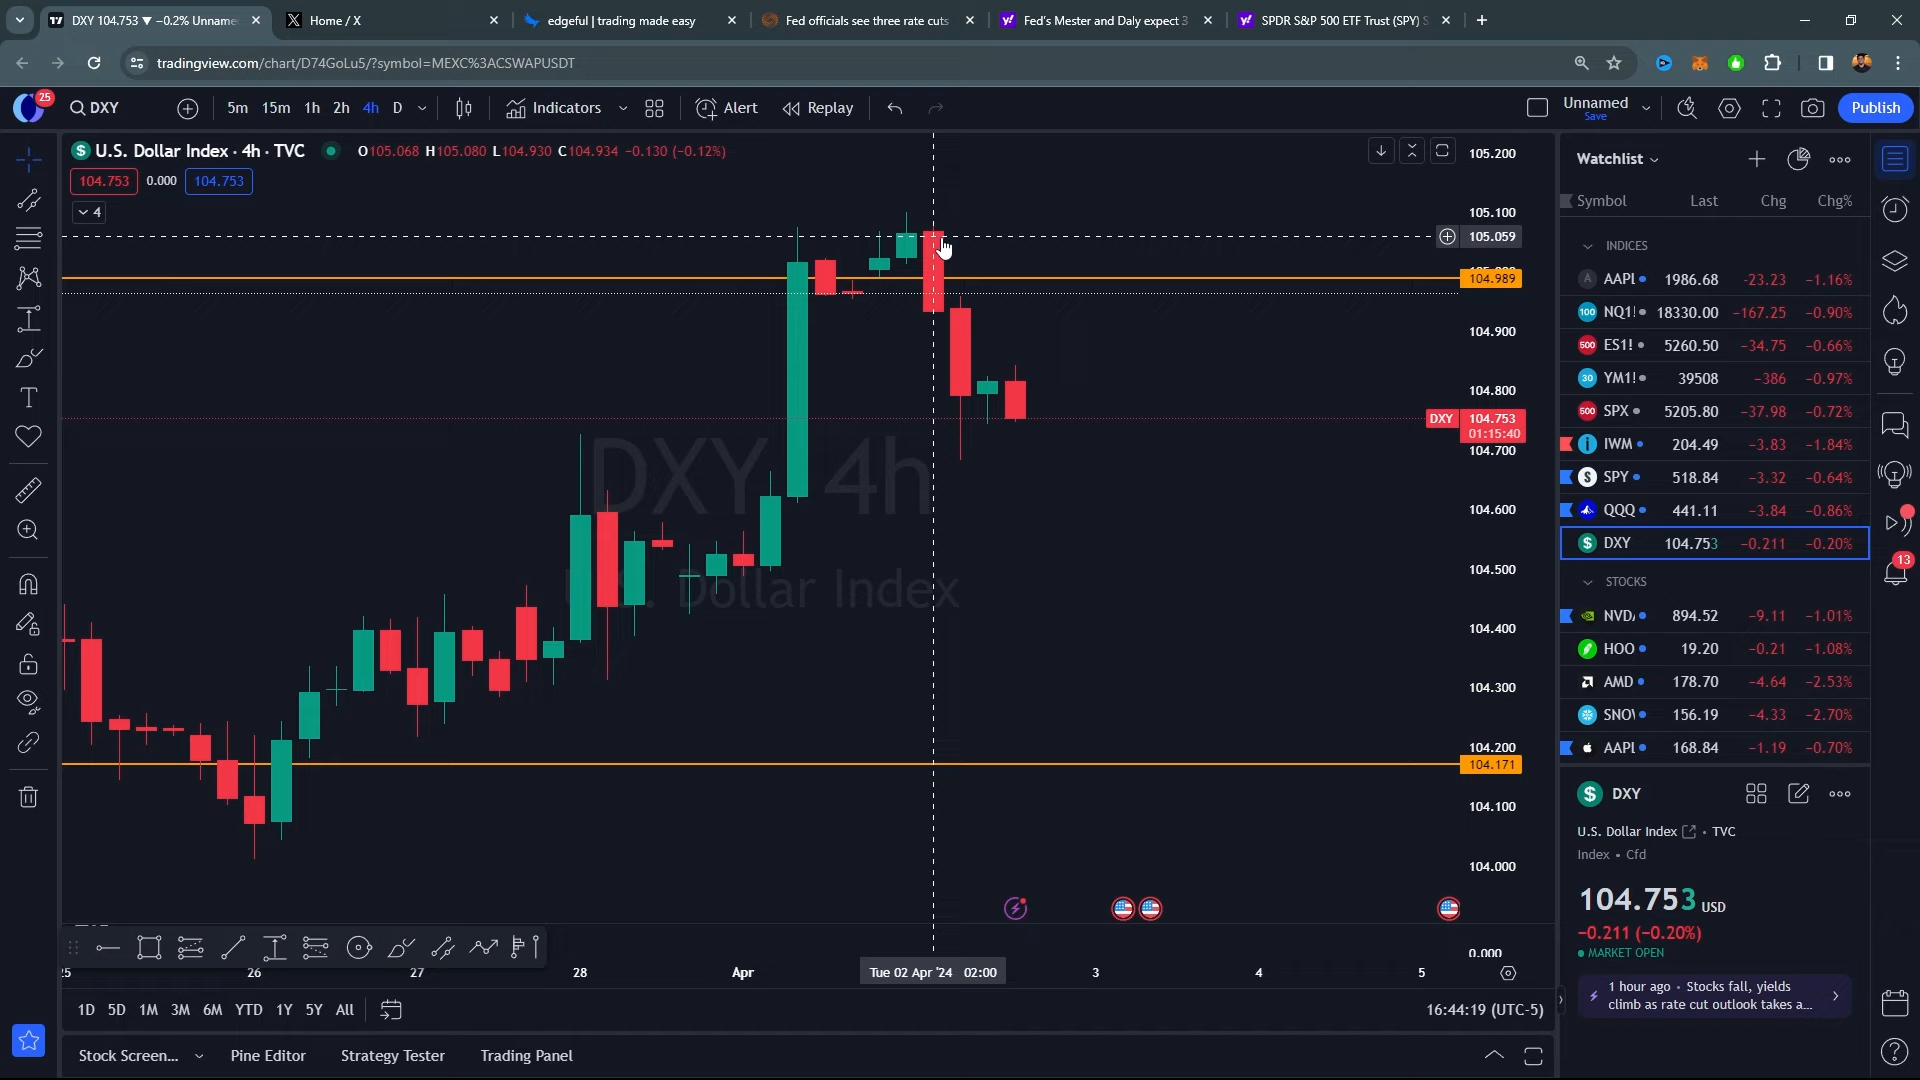 DXY 104.753 ▼ −0.2% Unname
Home / X
edgeful | trading made easy
Fed officials see three rate cuts
Fed's Mester and Daly expect 3
SPDR S&P 500 ETF Trust (SPY) S
tradingview.com/chart/D74GoLu5/?symbol=MEXC%3ACSWAPUSDT
25
DXY
5m 15m 1h 2h 4h D
Indicators
Alert
Replay
Unnamed
Save
Publish
U.S. Dollar Index · 4h · TVC
O105.068 H105.080 L104.930 C104.934 −0.130 (−0.12%)
104.753 0.000 104.753
4
105.200
105.100
105.059
104.989
104.900
104.800
DXY 104.753
01:15:40
104.700
104.600
104.500
104.400
104.300
104.200
104.171
104.100
104.000
0.000
DXY, 4h
U.S. Dollar Index
25 26 27 28 Apr Tue 02 Apr '24 02:00 3 4 5
1D 5D 1M 3M 6M YTD 1Y 5Y All
16:44:19 (UTC-5)
Stock Screen... Pine Editor Strategy Tester Trading Panel
Watchlist
Symbol Last Chg Chg%
INDICES
AAPL 1986.68 −23.23 −1.16%
100 NQ1! 18330.00 −167.25 −0.90%
500 ES1! 5260.50 −34.75 −0.66%
30 YM1! 39508 −386 −0.97%
500 SPX 5205.80 −37.98 −0.72%
IWM 204.49 −3.83 −1.84%
SPY 518.84 −3.32 −0.64%
QQQ 441.11 −3.84 −0.86%
DXY 104.753 −0.211 −0.20%
STOCKS
NVD 894.52 −9.11 −1.01%
HOO 19.20 −0.21 −1.08%
AMD 178.70 −4.64 −2.53%
SNO 156.19 −4.33 −2.70%
AAPL 168.84 −1.19 −0.70%
DXY
U.S. Dollar Index • TVC
Index • Cfd
104.753 USD
−0.211 (−0.20%)
MARKET OPEN
1 hour ago • Stocks fall, yields
climb as rate cut outlook takes a...
13